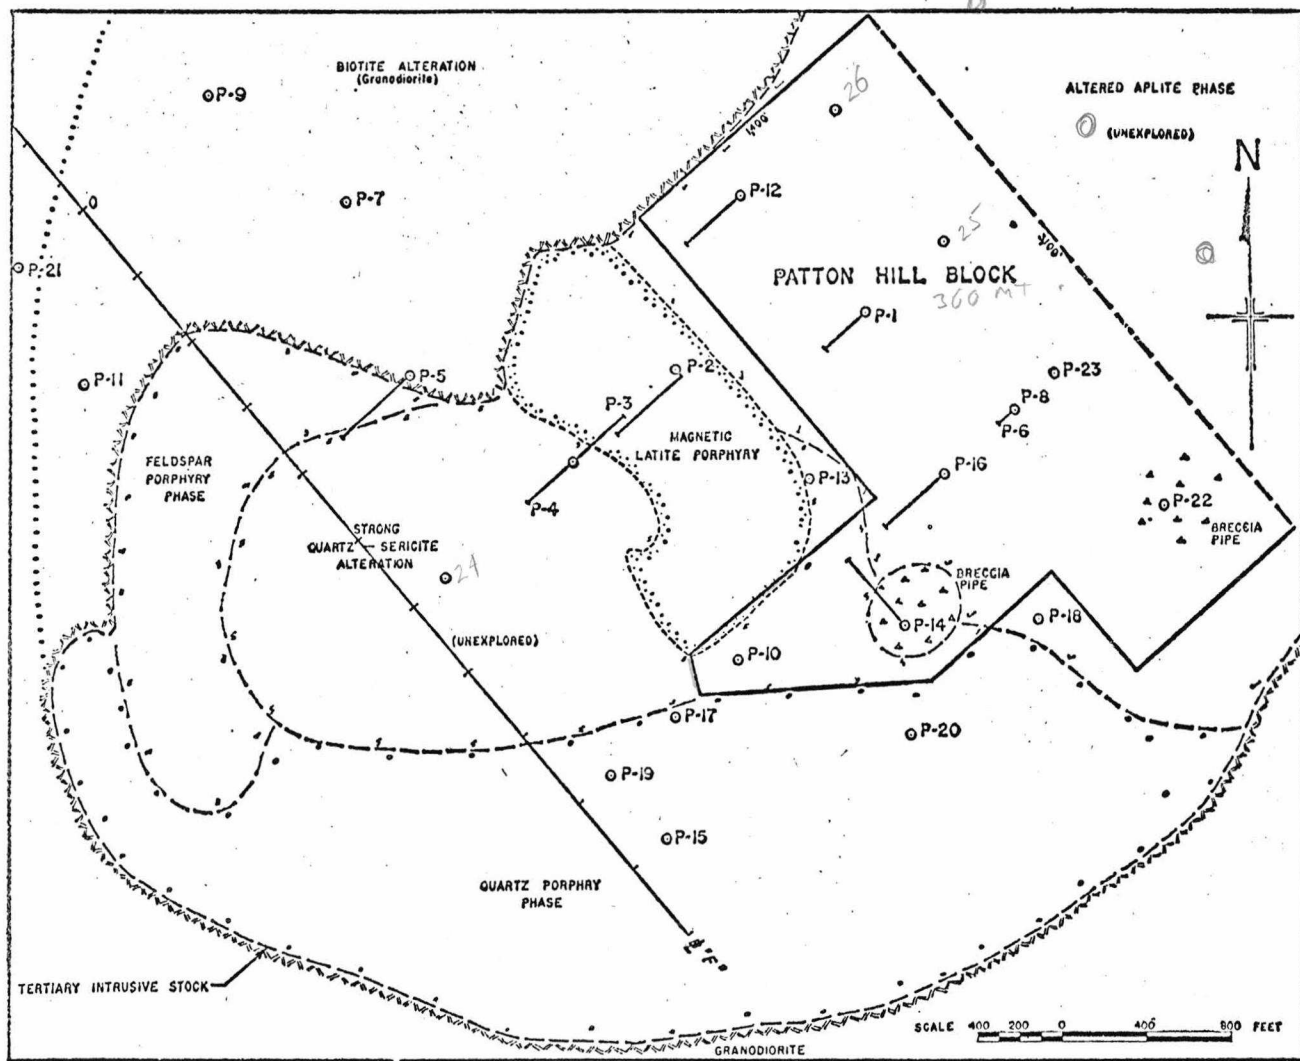 BIOTITE ALTERATION
(Granodiorite)
ALTERED APLITE PHASE
(UNEXPLORED)
26
P-9
1400'
N
P-12
P-7
O
25
2100'
P-21
PATTON HILL BLOCK
360 MT
P-1
P-2
P-23
P-11
P-5
P-8
P-3
P-6
MAGNETIC
LATITE PORPHYRY
FELDSPAR
PORPHYRY
PHASE
P-13
P-16
P-4
P-22
BRECCIA
PIPE
STRONG
QUARTZ - SERICITE
ALTERATION
24
BRECCIA
PIPE
P-14
P-18
(UNEXPLORED)
P-10
P-17
P-20
P-19
P-15
QUARTZ PORPHRY
PHASE
TERTIARY INTRUSIVE STOCK
SCALE 400 200 0 400 800 FEET
GRANODIORITE